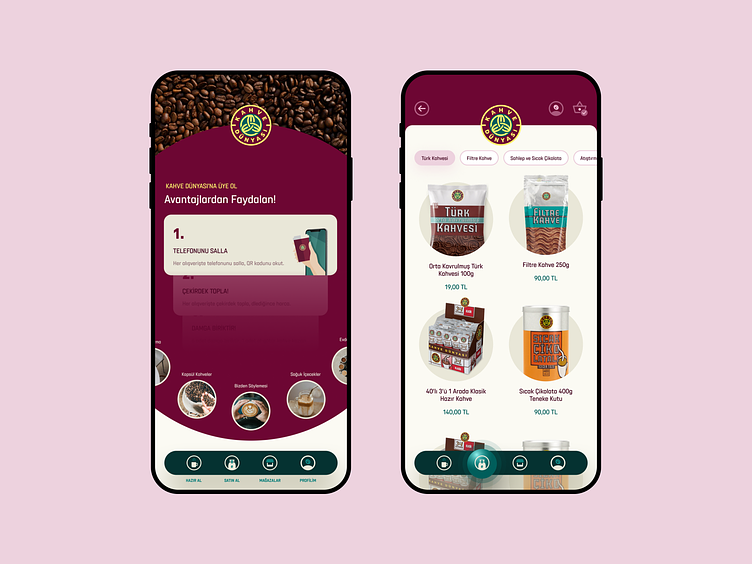 KAHVE
DÜNYASI
KAHVE DÜNYASI'NA ÜYE OL
Avantajlardan Faydalan!
1.
TELEFONUNU SALLA
Her alışverişte telefonunu salla, QR kodunu okut.
ÇEKİRDEK TOPLA!
Kapsül Kahveler
Bizden Söylemesi
Soğuk İçecekler
HAZIR AL
SATIN AL
MAĞAZALAR
PROFİLİM
KAHVE
DÜNYASI
Türk Kahvesi
Filtre Kahve
Sahlep ve Sıcak Çikolata
Atıştırm
TÜRK
KAHVESİ
FİLTRE
KAHVE
Orta Kavrulmuş Türk
Kahvesi 100g
19,00 TL
Filtre Kahve 250g
90,00 TL
SICAK
ÇİKO
LATA
40'lı 3'ü 1 Arada Klasik
Hazır Kahve
140,00 TL
Sıcak Çikolata 400g
Teneke Kutu
90,00 TL